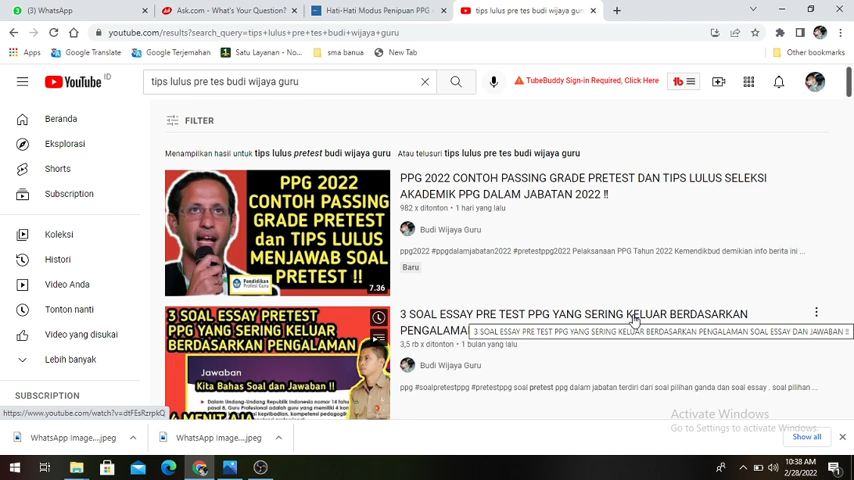 (3) WhatsApp
Ask.com - What's Your Question?
Hati-Hati Modus Penipuan PPG
tips lulus pre tes budi wijaya guru
youtube.com/results?search_query=tips+lulus+pre+tes+budi+wijaya+guru
Apps
Google Translate
Google Terjemahan
Satu Layanan - No...
sma banua
New Tab
Other bookmarks
YouTube ID
tips lulus pre tes budi wijaya guru
TubeBuddy Sign-in Required, Click Here
tb
Beranda
Eksplorasi
Shorts
Subscription
Koleksi
Histori
Video Anda
Tonton nanti
Video yang disukai
Lebih banyak
SUBSCRIPTION
https://www.youtube.com/watch?v=dtFEsRzrpkQ
FILTER
Menampilkan hasil untuk tips lulus pretest budi wijaya guru
Atau telusuri tips lulus pre tes budi wijaya guru
PPG 2022
CONTOH PASSING
GRADE PRETEST
dan TIPS LULUS
MENJAWAB SOAL
PRETEST !!
Pendidikan
Profesi Guru
7.36
PPG 2022 CONTOH PASSING GRADE PRETEST DAN TIPS LULUS SELEKSI
AKADEMIK PPG DALAM JABATAN 2022 !!
982 x ditonton • 1 hari yang lalu
Budi Wijaya Guru
ppg2022 #ppgdalamjabatan2022 #pretestppg2022 Pelaksanaan PPG Tahun 2022 Kemendikbud demikian info berita ini ...
Baru
3 SOAL ESSAY PRETEST
PPG YANG SERING KELUAR
BERDASARKAN PENGALAMAN
Jawaban
Kita Bahas Soal dan Jawaban !!
4 MENIT AJA
3 SOAL ESSAY PRE TEST PPG YANG SERING KELUAR BERDASARKAN
PENGALAMA
3 SOAL ESSAY PRE TEST PPG YANG SERING KELUAR BERDASARKAN PENGALAMAN SOAL ESSAY DAN JAWABAN !!
3,5 rb x ditonton • 1 bulan yang lalu
Budi Wijaya Guru
ppg #soalpretestppg #pretestppg soal pretest ppg dalam jabatan terdiri dari soal pilihan ganda dan soal essay . soal pilihan ...
Activate Windows
Go to Settings to activate Windows.
WhatsApp Image....jpeg
WhatsApp Image....jpeg
Show all
10:38 AM
2/28/2022